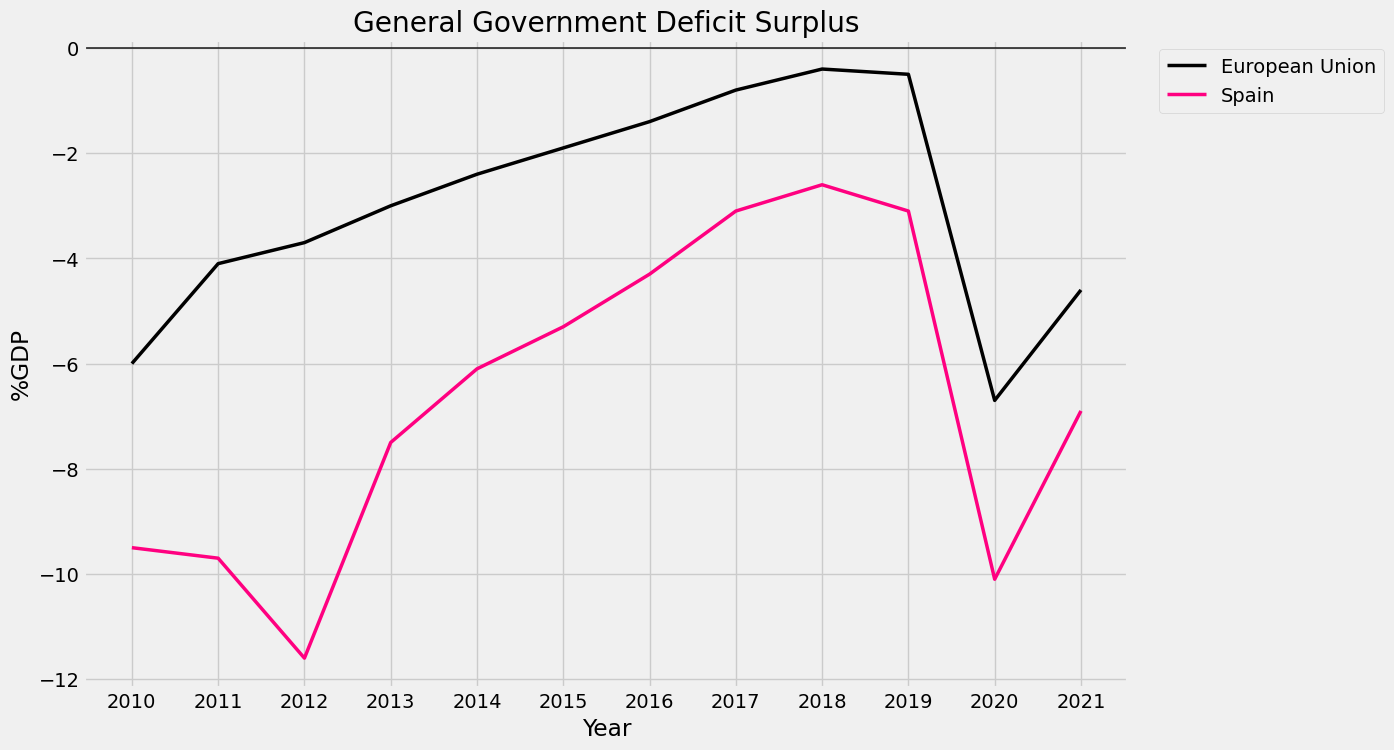 General Government Deficit Surplus
0
−2
−4
−6
−8
−10
−12
%GDP
2010 2011 2012 2013 2014 2015 2016 2017 2018 2019 2020 2021
Year
European Union
Spain